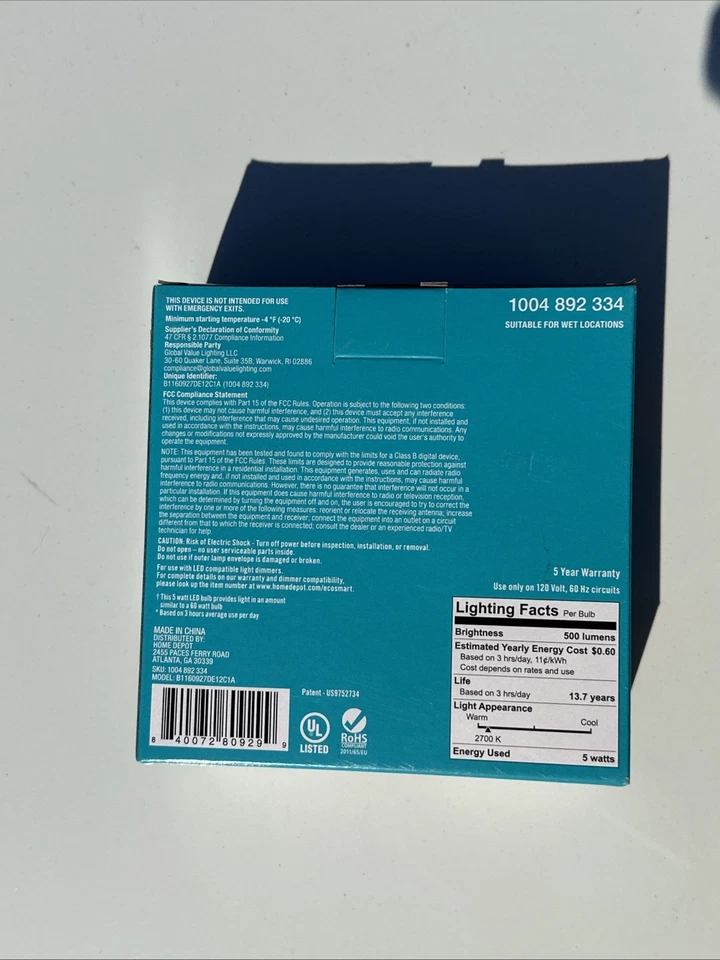 THIS DEVICE IS NOT INTENDED FOR USE
WITH EMERGENCY EXITS.
Minimum starting temperature -4 °F (-20 °C)
Supplier's Declaration of Conformity
47 CFR § 2.1077 Compliance Information
Responsible Party
Global Value Lighting LLC
30-60 Quaker Lane, Suite 35B; Warwick, RI 02886
compliance@globalvaluelighting.com
Unique Identifier:
B1160927DE12C1A (1004 892 334)
FCC Compliance Statement
This device complies with Part 15 of the FCC Rules. Operation is subject to the following two conditions:
(1) this device may not cause harmful interference, and (2) this device must accept any interference
received, including interference that may cause undesired operation. This equipment, if not installed and
used in accordance with the instructions, may cause harmful interference to radio communications. Any
changes or modifications not expressly approved by the manufacturer could void the user's authority to
operate the equipment.
NOTE: This equipment has been tested and found to comply with the limits for a Class B digital device,
pursuant to Part 15 of the FCC Rules. These limits are designed to provide reasonable protection against
harmful interference in a residential installation. This equipment generates, uses and can radiate radio
frequency energy and, if not installed and used in accordance with the instructions, may cause harmful
interference to radio communications. However, there is no guarantee that interference will not occur in a
particular installation. If this equipment does cause harmful interference to radio or television reception,
which can be determined by turning the equipment off and on, the user is encouraged to try to correct the
interference by one or more of the following measures: reorient or relocate the receiving antenna; increase
the separation between the equipment and receiver; connect the equipment into an outlet on a circuit
different from that to which the receiver is connected; consult the dealer or an experienced radio/TV
technician for help.
CAUTION: Risk of Electric Shock - Turn off power before inspection, installation, or removal.
Do not open – no user serviceable parts inside.
Do not use if outer lamp envelope is damaged or broken.
For use with LED compatible light dimmers.
For complete details on our warranty and dimmer compatibility,
please look up the item number at www.homedepot.com/ecosmart.
† This 5 watt LED bulb provides light in an amount
similar to a 60 watt bulb
* Based on 3 hours average use per day
MADE IN CHINA
DISTRIBUTED BY:
HOME DEPOT
2455 PACES FERRY ROAD
ATLANTA, GA 30339
SKU: 1004 892 334
MODEL: B1160927DE12C1A
8 40072 80929 9
Patent - US9752734
UL
LISTED
RoHS
COMPLIANT
2011/65/EU
1004 892 334
SUITABLE FOR WET LOCATIONS
5 Year Warranty
Use only on 120 Volt, 60 Hz circuits
Lighting Facts Per Bulb
Brightness 500 lumens
Estimated Yearly Energy Cost $0.60
Based on 3 hrs/day, 11¢/kWh
Cost depends on rates and use
Life
Based on 3 hrs/day 13.7 years
Light Appearance
Warm Cool
2700 K
Energy Used 5 watts